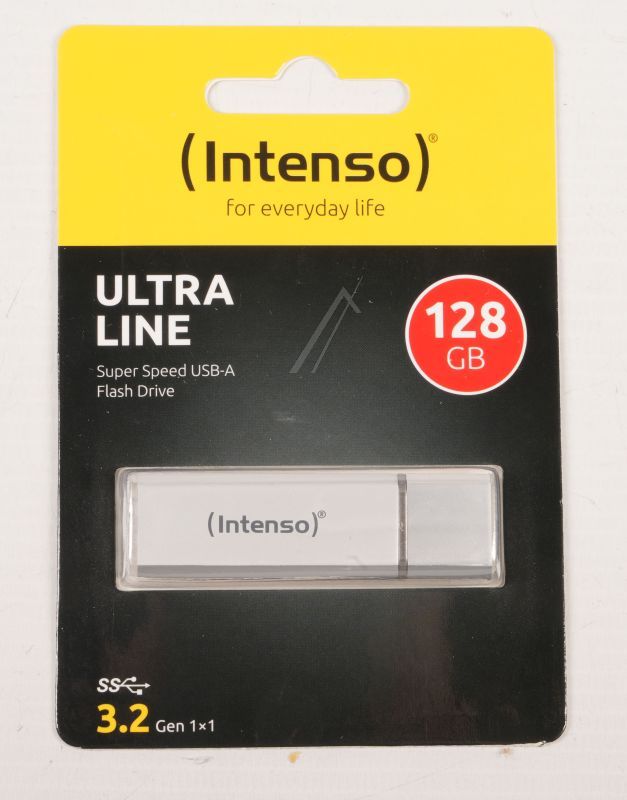 (Intenso)®
for everyday life
ULTRA
LINE
128
GB
Super Speed USB-A
Flash Drive
(Intenso)®
SS
3.2 Gen 1×1